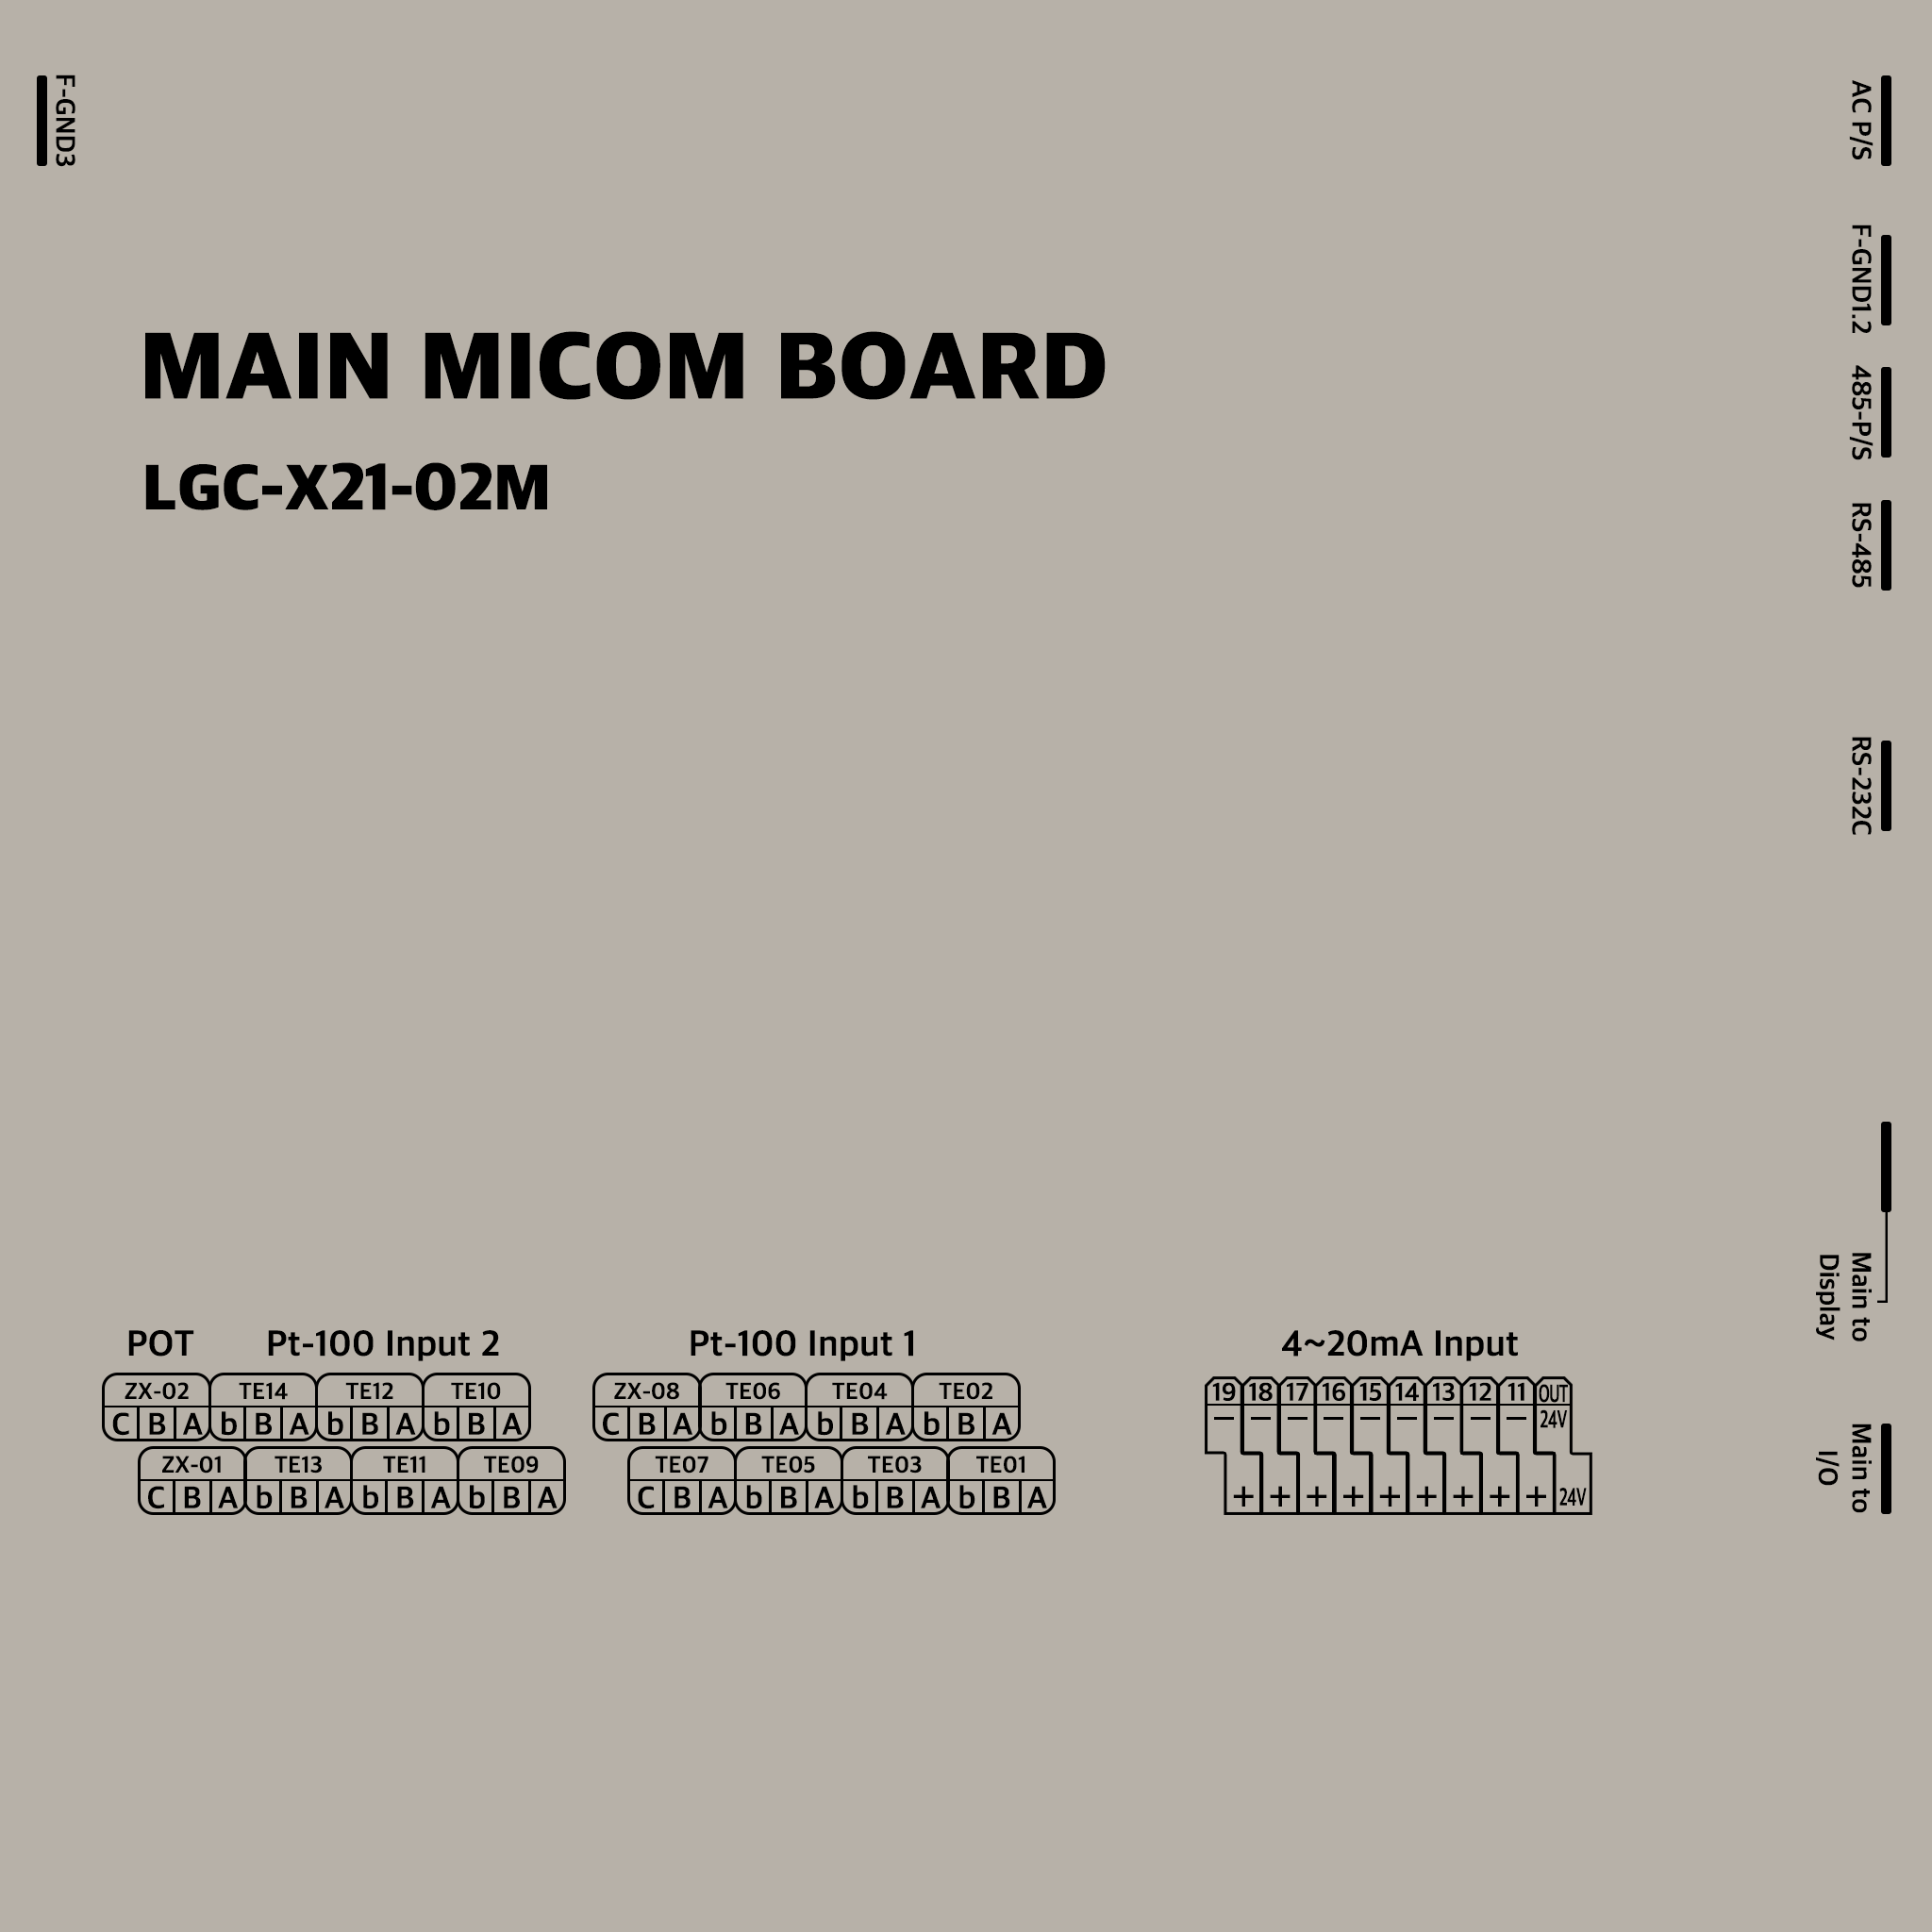 F-GND3
AC P/S
F-GND1.2
MAIN MICOM BOARD
485-P/S
LGC-X21-02M
RS-485
RS-232C
Main to
Display
POT
Pt-100 Input 2
Pt-100 Input 1
4~20mA Input
ZX-02 TE14 TE12 TE10
C B A b B A b B A b B A
ZX-01 TE13 TE11 TE09
C B A b B A b B A b B A
ZX-08 TE06 TE04 TE02
C B A b B A b B A b B A
TE07 TE05 TE03 TE01
C B A b B A b B A b B A
19 18 17 16 15 14 13 12 11 OUT
− − − − − − − − − 24V
+ + + + + + + + + 24V
Main to
I/O